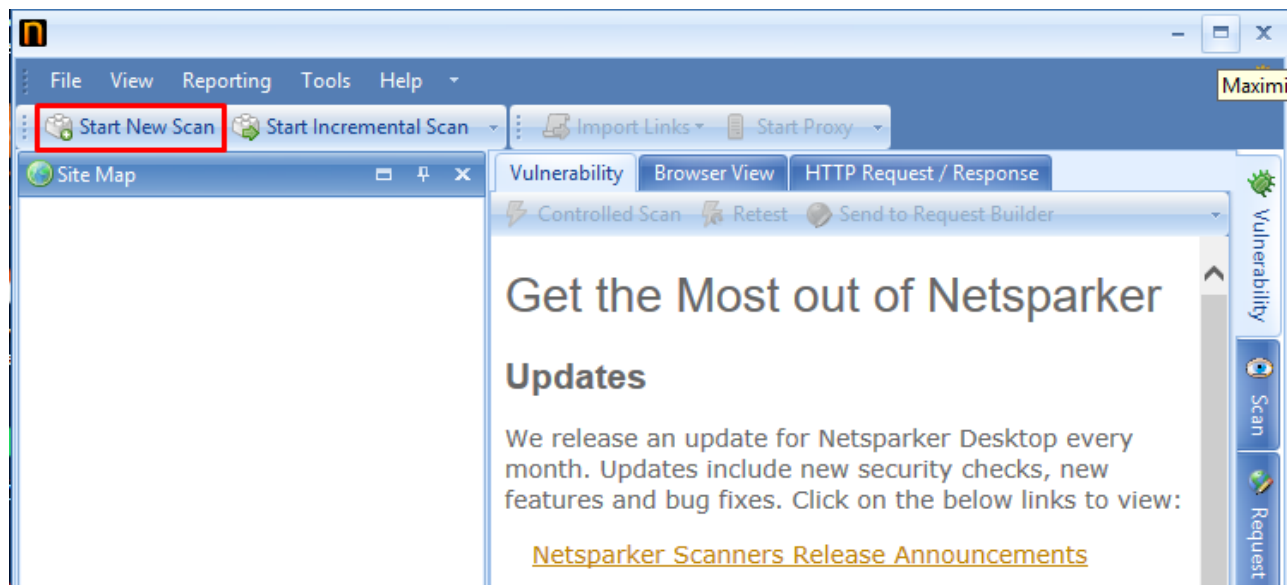 n
File View Reporting Tools Help
Maximi
Start New Scan Start Incremental Scan Import Links Start Proxy
Site Map
Vulnerability Browser View HTTP Request / Response
Controlled Scan Retest Send to Request Builder
Get the Most out of Netsparker
Updates
We release an update for Netsparker Desktop every
month. Updates include new security checks, new
features and bug fixes. Click on the below links to view:
Netsparker Scanners Release Announcements
Vulnerability
Scan
Request